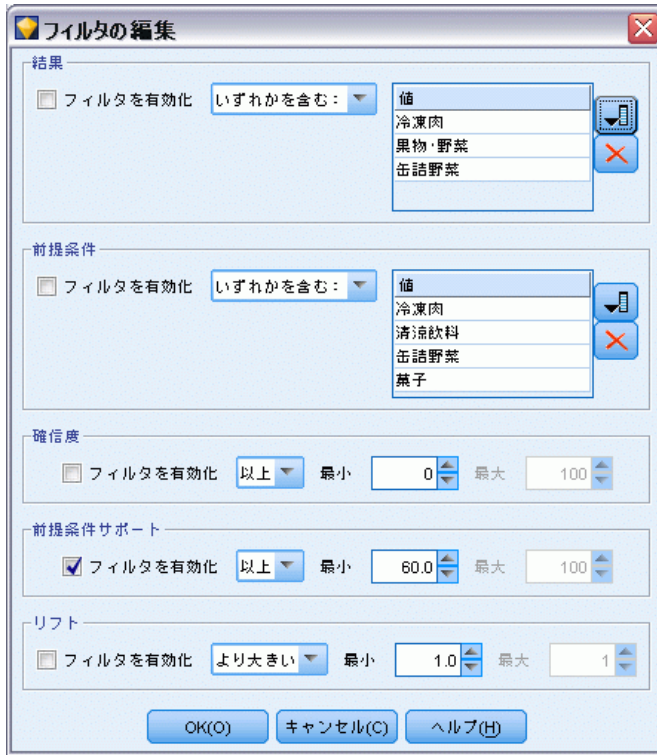 フィルタの編集
結果
フィルタを有効化 いずれかを含む：
値
冷凍肉
果物・野菜
缶詰野菜
前提条件
フィルタを有効化 いずれかを含む：
値
冷凍肉
清涼飲料
缶詰野菜
菓子
確信度
フィルタを有効化 以上 最小 0 最大 100
前提条件サポート
フィルタを有効化 以上 最小 60.0 最大 100
リフト
フィルタを有効化 より大きい 最小 1.0 最大 1
OK(O) キャンセル(C) ヘルプ(H)